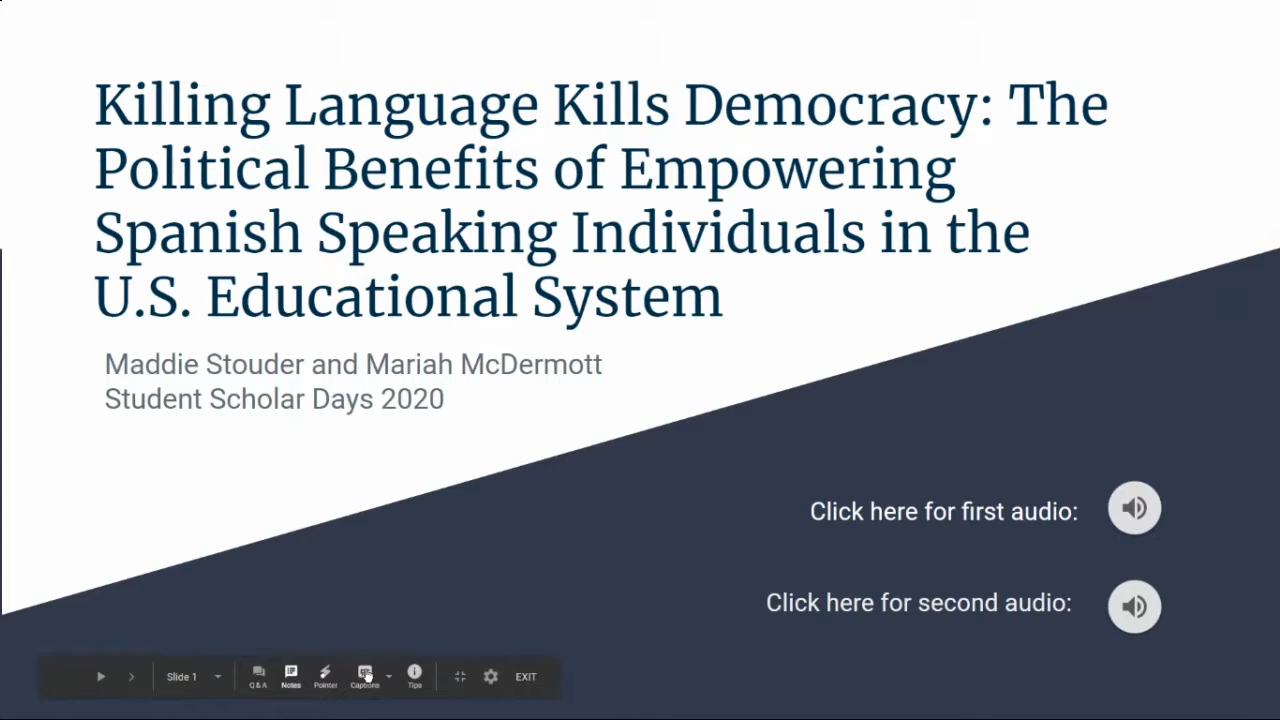 Killing Language Kills Democracy: The
Political Benefits of Empowering
Spanish Speaking Individuals in the
U.S. Educational System
Maddie Stouder and Mariah McDermott
Student Scholar Days 2020
Click here for first audio:
Click here for second audio:
Slide 1 Q & A Notes Pointer Captions Tips EXIT